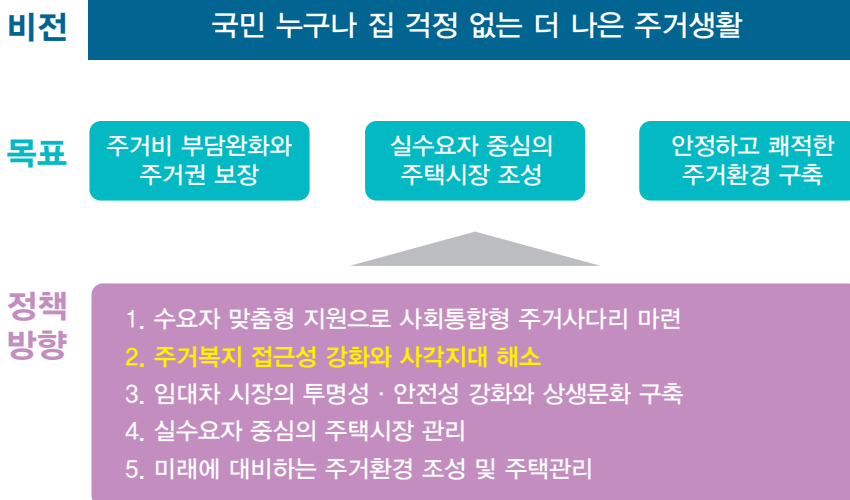 비전
국민 누구나 집 걱정 없는 더 나은 주거생활
목표
주거비 부담완화와
주거권 보장
실수요자 중심의
주택시장 조성
안정하고 쾌적한
주거환경 구축
정책
방향
1. 수요자 맞춤형 지원으로 사회통합형 주거사다리 마련
2. 주거복지 접근성 강화와 사각지대 해소
3. 임대차 시장의 투명성 · 안전성 강화와 상생문화 구축
4. 실수요자 중심의 주택시장 관리
5. 미래에 대비하는 주거환경 조성 및 주택관리